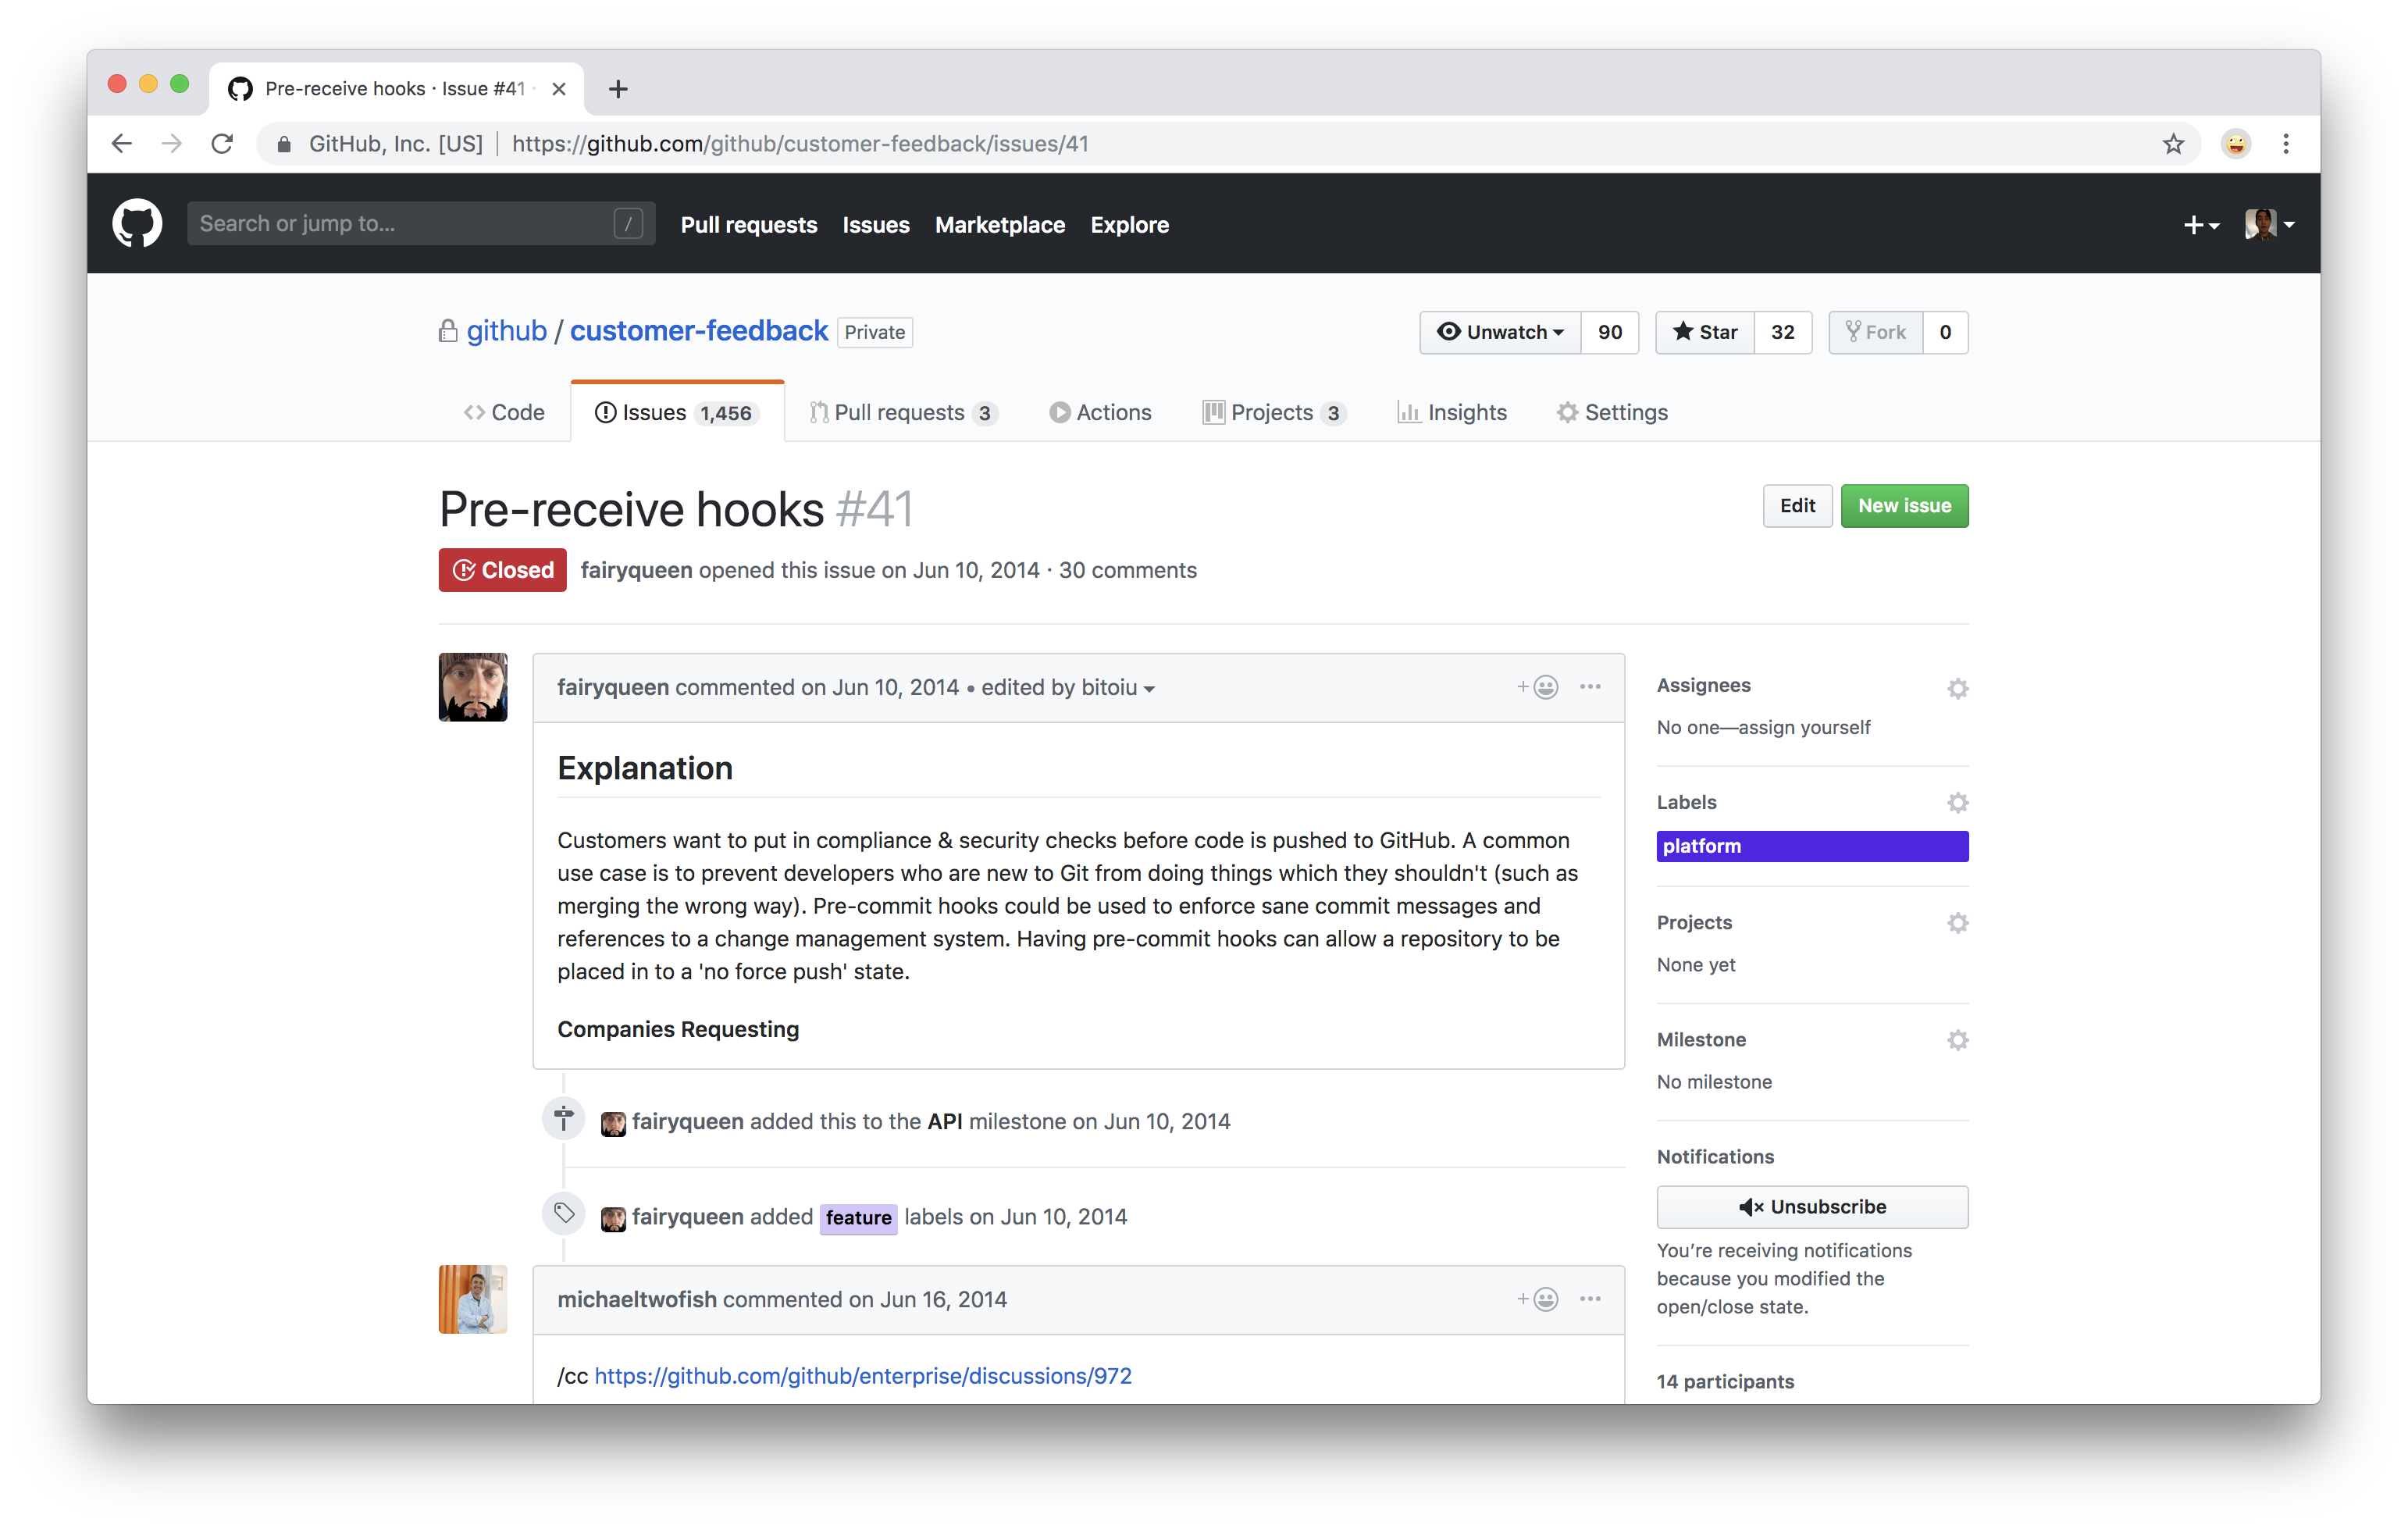 Pre-receive hooks · Issue #41 ·
GitHub, Inc. [US] https://github.com/github/customer-feedback/issues/41
Search or jump to... / Pull requests Issues Marketplace Explore
github / customer-feedback Private Unwatch 90 Star 32 Fork 0
Code Issues 1,456 Pull requests 3 Actions Projects 3 Insights Settings
Pre-receive hooks #41 Edit New issue
Closed fairyqueen opened this issue on Jun 10, 2014 · 30 comments
fairyqueen commented on Jun 10, 2014 • edited by bitoiu
Explanation
Customers want to put in compliance & security checks before code is pushed to GitHub. A common
use case is to prevent developers who are new to Git from doing things which they shouldn't (such as
merging the wrong way). Pre-commit hooks could be used to enforce sane commit messages and
references to a change management system. Having pre-commit hooks can allow a repository to be
placed in to a 'no force push' state.
Companies Requesting
fairyqueen added this to the API milestone on Jun 10, 2014
fairyqueen added feature labels on Jun 10, 2014
michaeltwofish commented on Jun 16, 2014
/cc https://github.com/github/enterprise/discussions/972
Assignees
No one—assign yourself
Labels
platform
Projects
None yet
Milestone
No milestone
Notifications
Unsubscribe
You’re receiving notifications
because you modified the
open/close state.
14 participants